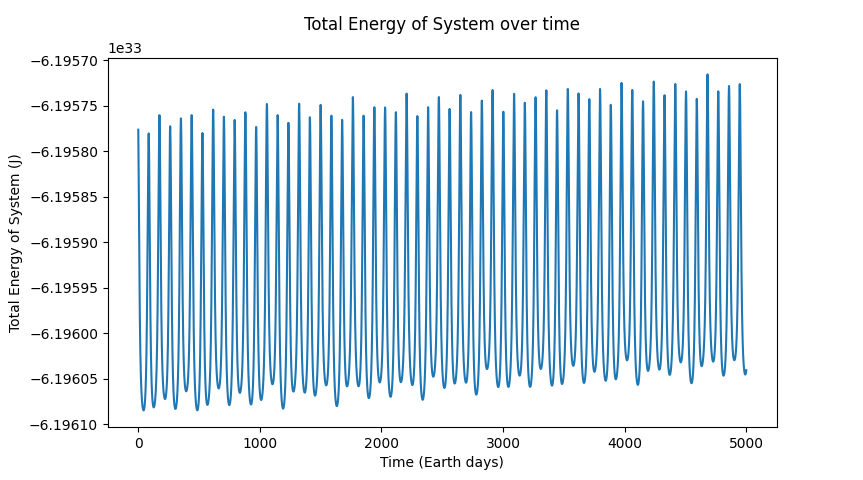 Total Energy of System over time
1e33
−6.19570
−6.19575
−6.19580
−6.19585
−6.19590
−6.19595
−6.19600
−6.19605
−6.19610
Total Energy of System (J)
0 1000 2000 3000 4000 5000
Time (Earth days)